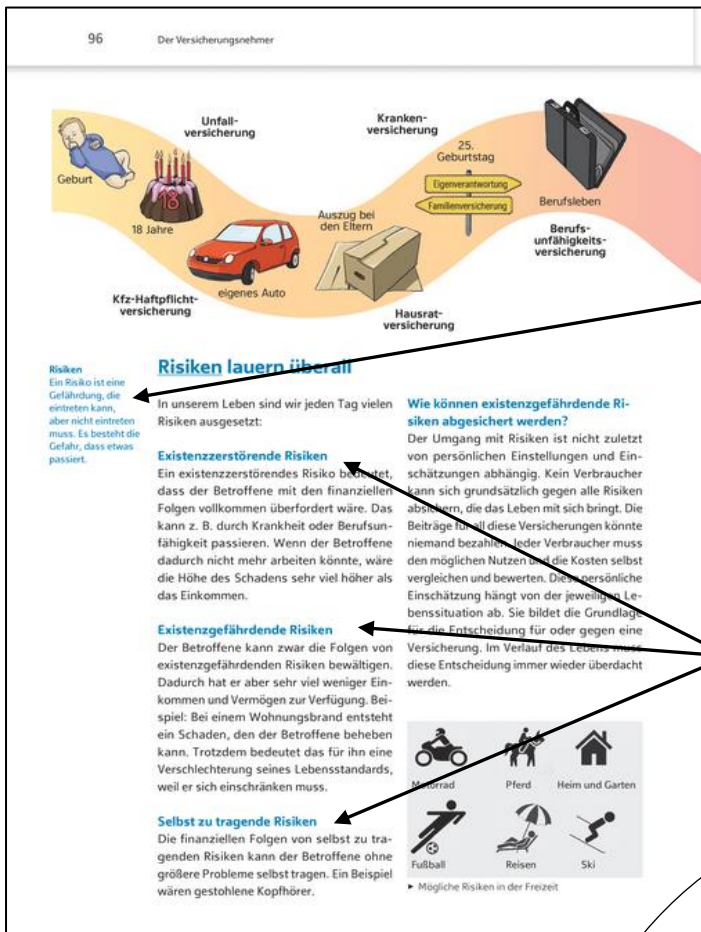 96
Der Versicherungsnehmer
Unfall-
versicherung
Kranken-
versicherung
Geburt
18
18 Jahre
eigenes Auto
Auszug bei
den Eltern
25.
Geburtstag
Eigenverantwortung
Familienversicherung
Berufsleben
Kfz-Haftpflicht-
versicherung
Hausrat-
versicherung
Berufs-
unfähigkeits-
versicherung
Risiken
Ein Risiko ist eine
Gefährdung, die
eintreten kann,
aber nicht eintreten
muss. Es besteht die
Gefahr, dass etwas
passiert.
Risiken lauern überall
In unserem Leben sind wir jeden Tag vielen
Risiken ausgesetzt:
Existenzzerstörende Risiken
Ein existenzzerstörendes Risiko bedeutet,
dass der Betroffene mit den finanziellen
Folgen vollkommen überfordert wäre. Das
kann z. B. durch Krankheit oder Berufsun-
fähigkeit passieren. Wenn der Betroffene
dadurch nicht mehr arbeiten könnte, wäre
die Höhe des Schadens sehr viel höher als
das Einkommen.
Existenzgefährdende Risiken
Der Betroffene kann zwar die Folgen von
existenzgefährdenden Risiken bewältigen.
Dadurch hat er aber sehr viel weniger Ein-
kommen und Vermögen zur Verfügung. Bei-
spiel: Bei einem Wohnungsbrand entsteht
ein Schaden, den der Betroffene beheben
kann. Trotzdem bedeutet das für ihn eine
Verschlechterung seines Lebensstandards,
weil er sich einschränken muss.
Selbst zu tragende Risiken
Die finanziellen Folgen von selbst zu tra-
genden Risiken kann der Betroffene ohne
größere Probleme selbst tragen. Ein Beispiel
wären gestohlene Kopfhörer.
Wie können existenzgefährdende Ri-
siken abgesichert werden?
Der Umgang mit Risiken ist nicht zuletzt
von persönlichen Einstellungen und Ein-
schätzungen abhängig. Kein Verbraucher
kann sich grundsätzlich gegen alle Risiken
absichern, die das Leben mit sich bringt. Die
Beiträge für all diese Versicherungen könnte
niemand bezahlen. Jeder Verbraucher muss
den möglichen Nutzen und die Kosten selbst
vergleichen und bewerten. Diese persönliche
Einschätzung hängt von der jeweiligen Le-
benssituation ab. Sie bildet die Grundlage
für die Entscheidung für oder gegen eine
Versicherung. Im Verlauf des Lebens muss
diese Entscheidung immer wieder überdacht
werden.
Motorrad
Pferd
Heim und Garten
Fußball
Reisen
Ski
► Mögliche Risiken in der Freizeit